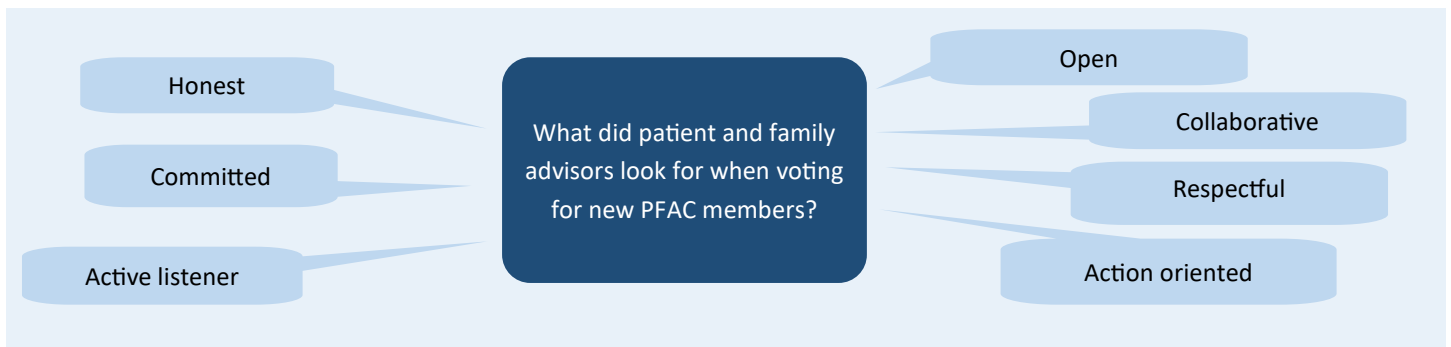 Honest
Committed
Active listener
What did patient and family
advisors look for when voting
for new PFAC members?
Open
Collaborative
Respectful
Action oriented